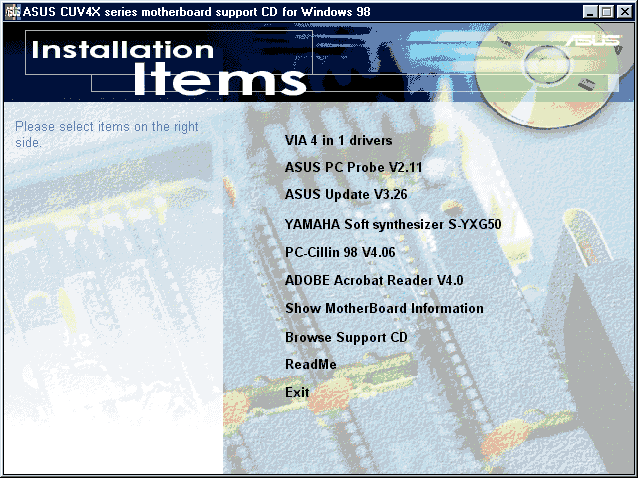 ASUS CUV4X series motherboard support CD for Windows 98
Installation
Items
ASUS
Please select items on the right
side.
VIA 4 in 1 drivers
ASUS PC Probe V2.11
ASUS Update V3.26
YAMAHA Soft synthesizer S-YXG50
PC-Cillin 98 V4.06
ADOBE Acrobat Reader V4.0
Show MotherBoard Information
Browse Support CD
ReadMe
Exit